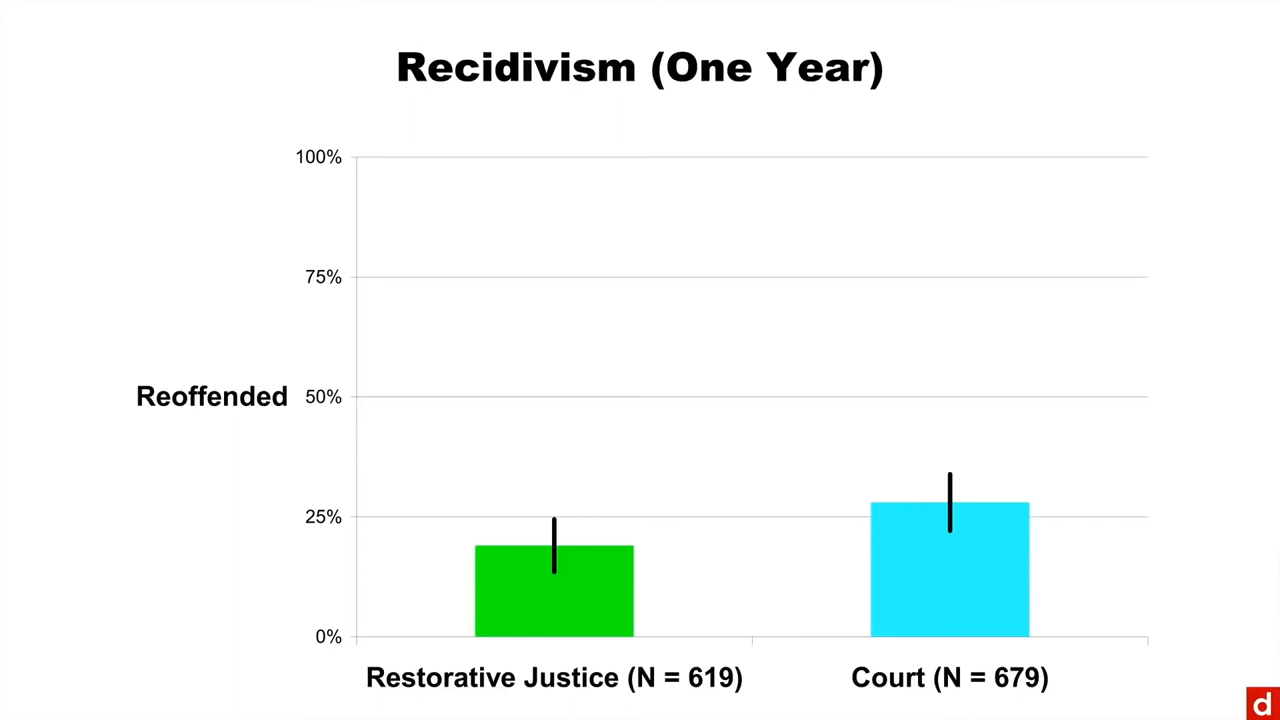 Recidivism (One Year)
100%
75%
Reoffended 50%
25%
0%
Restorative Justice (N = 619) Court (N = 679)
d